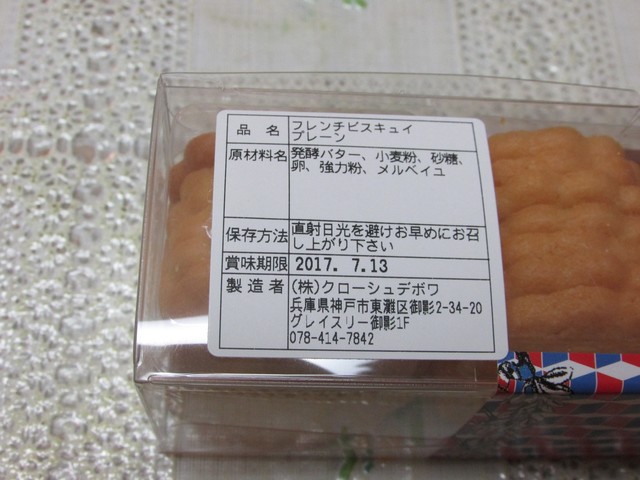 品名 フレンチビスキュイ
プレーン
原材料名 発酵バター、小麦粉、砂糖、
卵、強力粉、メルベイユ
保存方法 直射日光を避けお早めにお召
し上がり下さい
賞味期限 2017. 7.13
製造者 (株)クローシュデボワ
兵庫県神戸市東灘区御影2-34-20
グレイスリー御影1F
078-414-7842